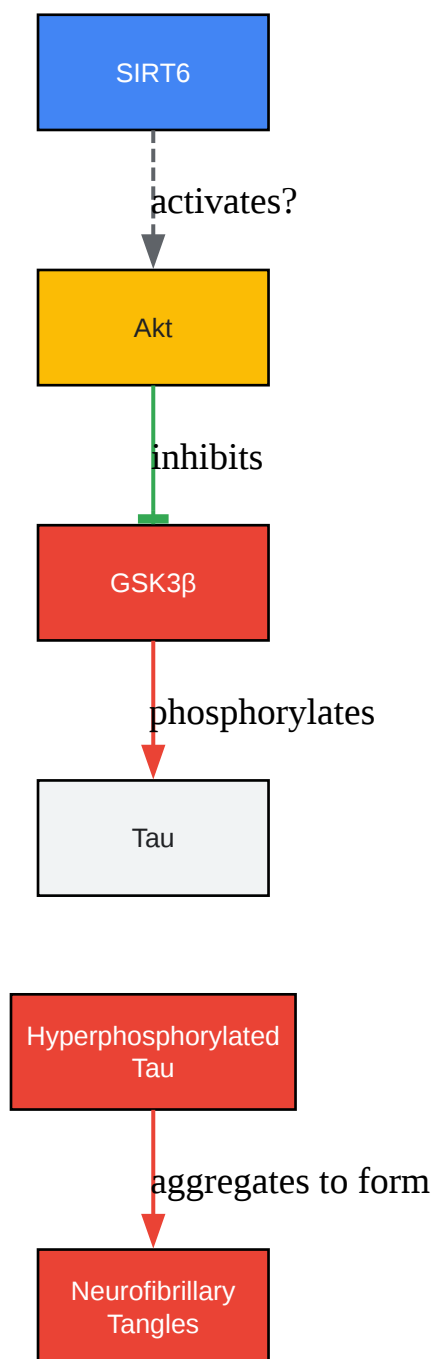 SIRT6
activates?
Akt
inhibits
GSK3β
phosphorylates
Tau
Hyperphosphorylated
Tau
aggregates to form
Neurofibrillary
Tangles